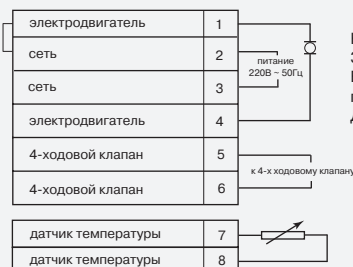 электродвигатель 1
сеть 2
питание
220В ~ 50Гц
сеть 3
электродвигатель 4
4-ходовой клапан 5
к 4-х ходовому клапану
4-ходовой клапан 6
датчик температуры 7
датчик температуры 8